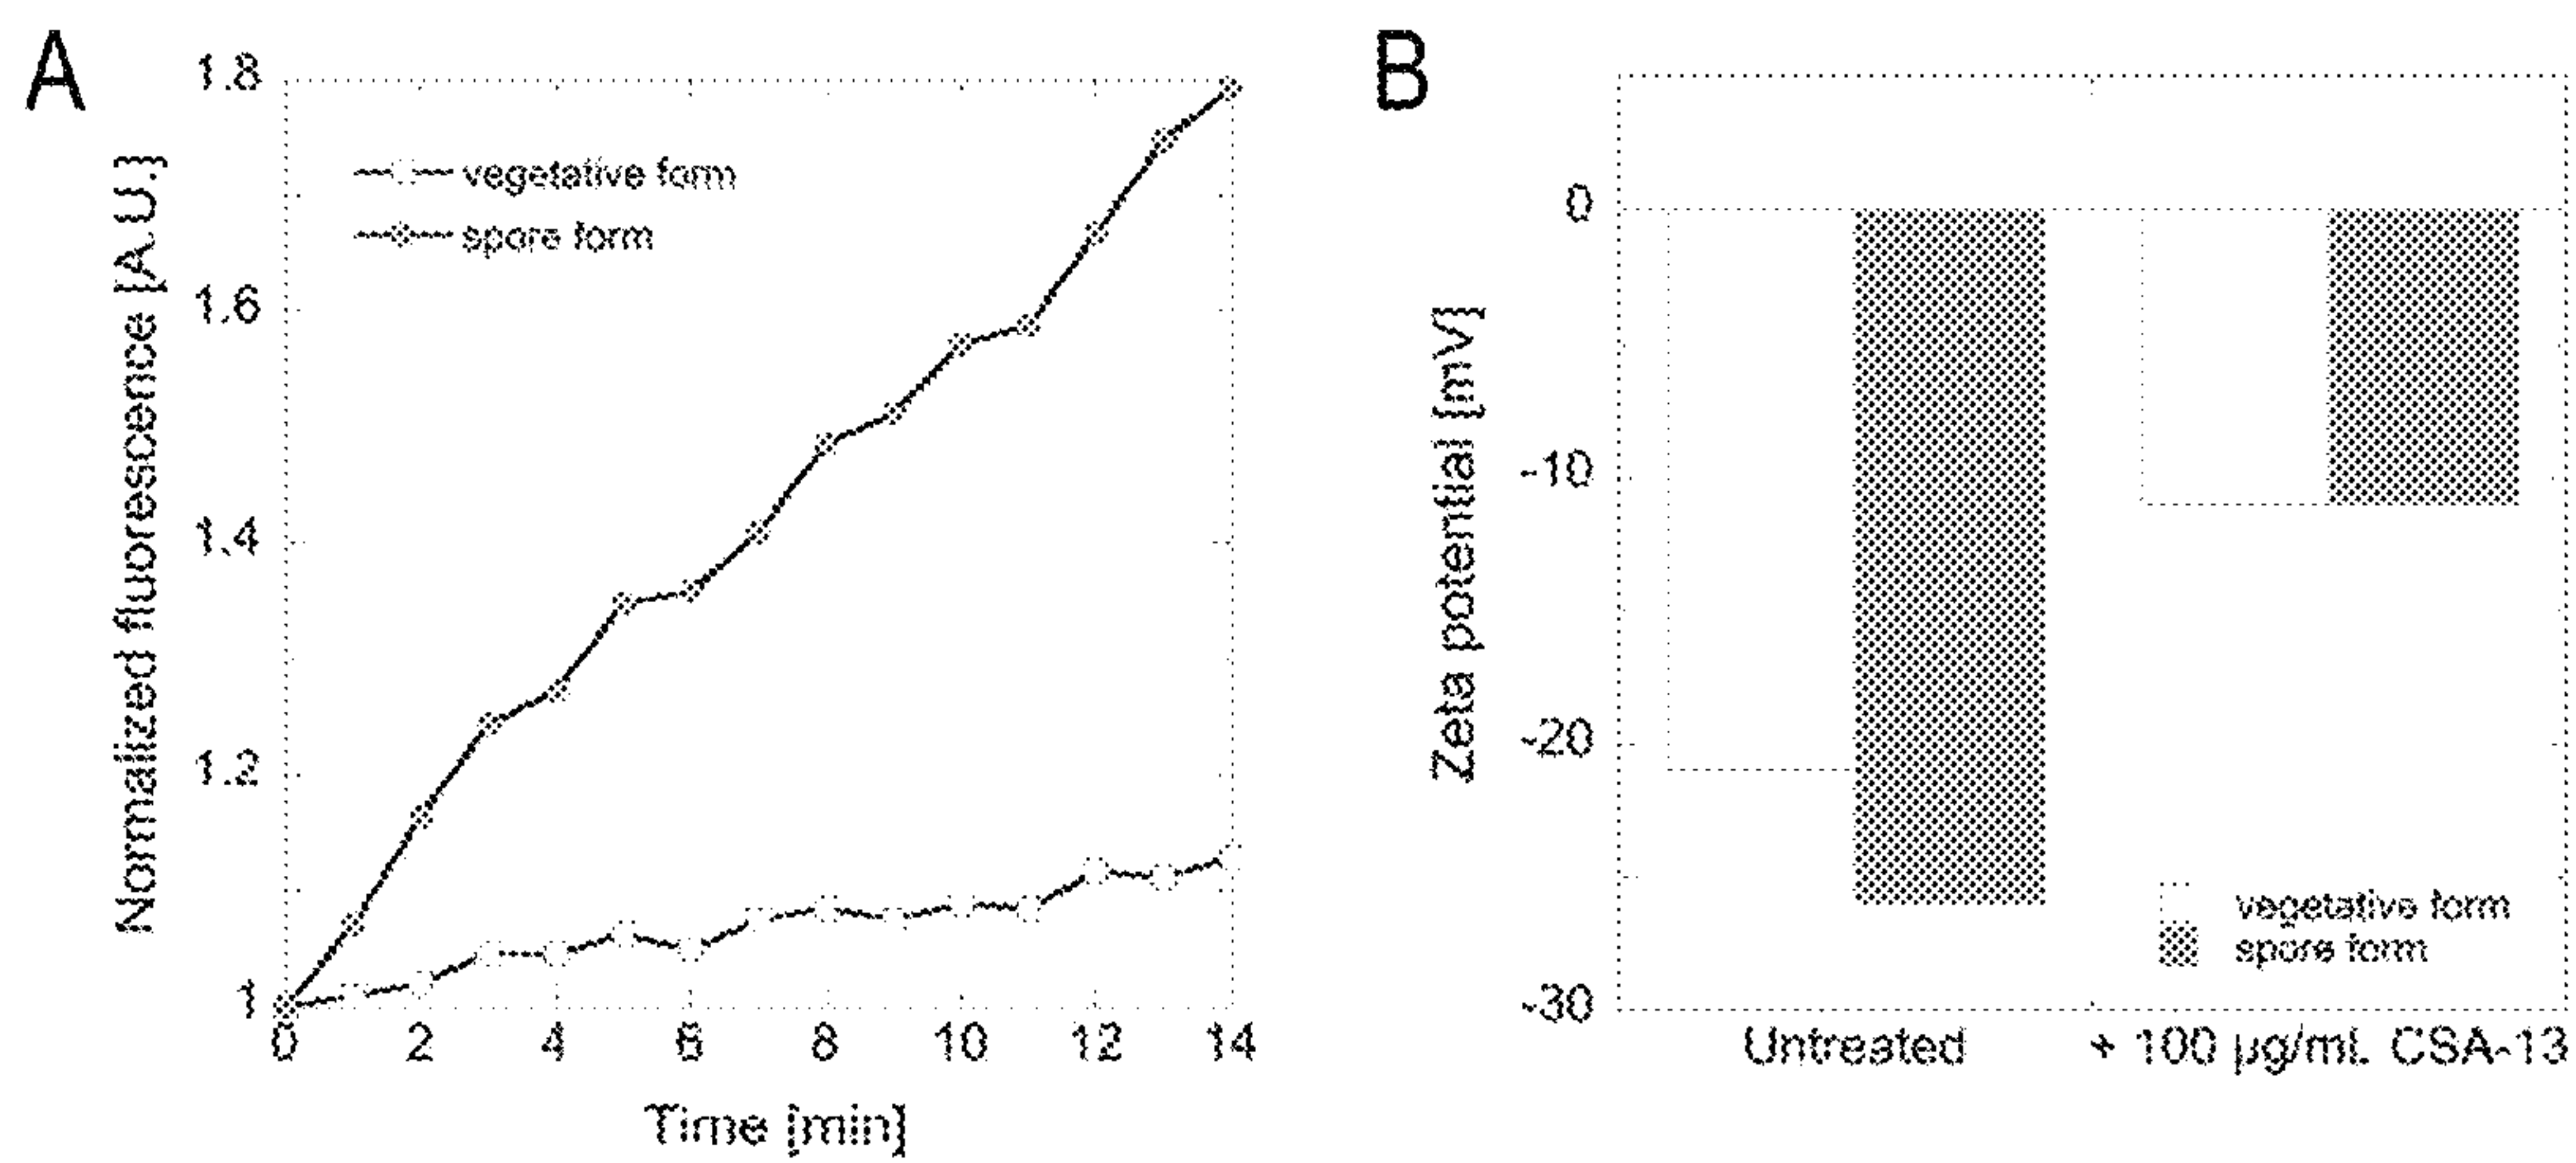 A
Normalized fluorescence [A.U.]
1.8
1.6
1.4
1.2
1
vegetative form
spore form
0 2 4 6 8 10 12 14
Time [min]
B
Zeta potential [mV]
0
-10
-20
-30
vegetative form
spore form
Untreated + 100 µg/mL CSA-13